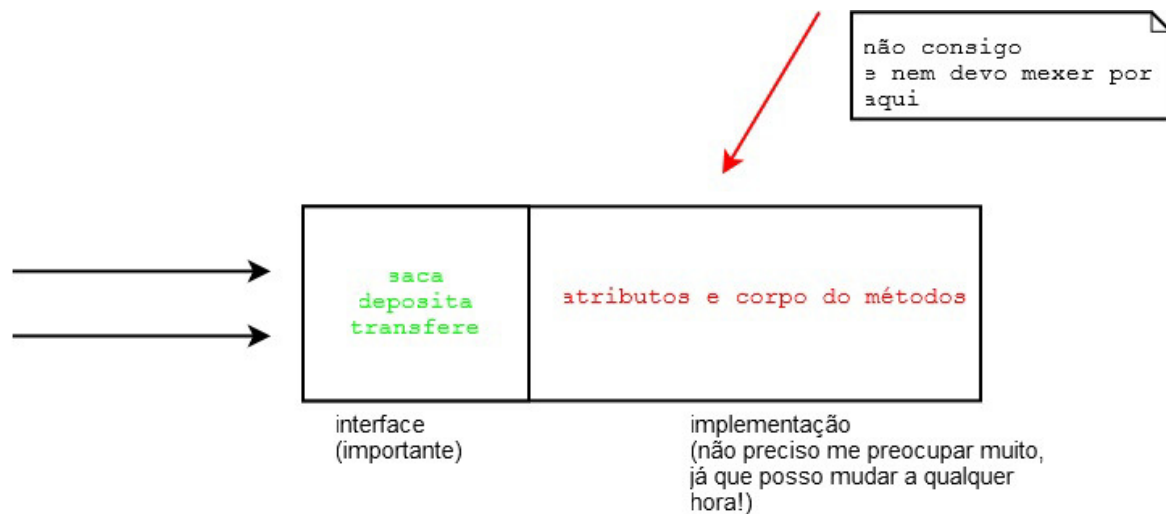 não consigo
e nem devo mexer por
aqui
saca
deposita
transfere
atributos e corpo do métodos
interface
(importante)
implementação
(não preciso me preocupar muito,
já que posso mudar a qualquer
hora!)